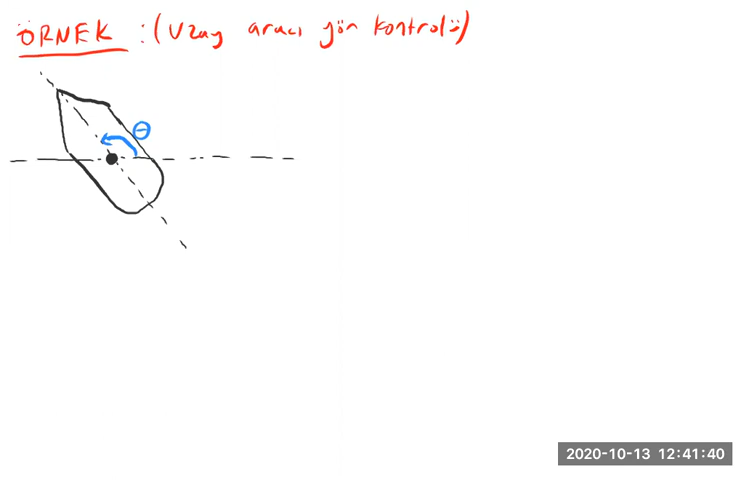 ÖRNEK : (Uzay aracı yön kontrolü)
θ
2020-10-13 12:41:40